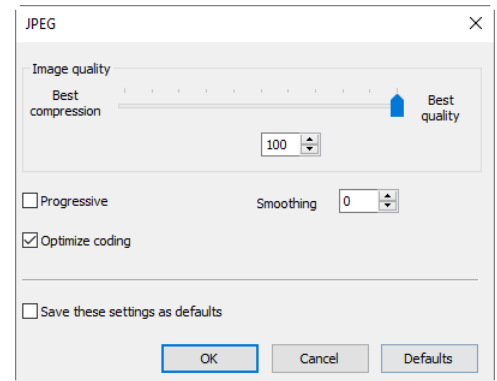 JPEG
Image quality
Best
compression
Best
quality
100
Progressive
Smoothing
0
Optimize coding
Save these settings as defaults
OK
Cancel
Defaults